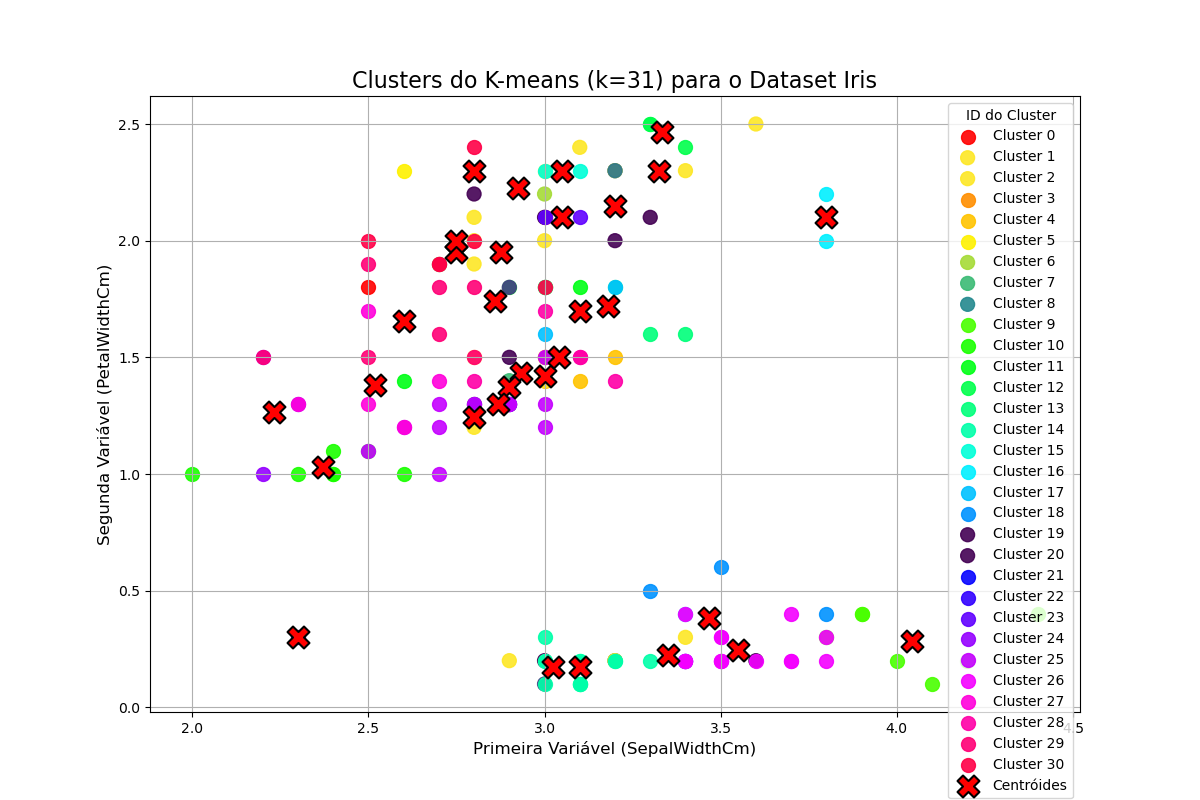 Clusters do K-means (k=31) para o Dataset Iris
Segunda Variável (PetalWidthCm)
2.5
2.0
1.5
1.0
0.5
0.0
2.0 2.5 3.0 3.5 4.0 4.5
Primeira Variável (SepalWidthCm)
ID do Cluster
Cluster 0
Cluster 1
Cluster 2
Cluster 3
Cluster 4
Cluster 5
Cluster 6
Cluster 7
Cluster 8
Cluster 9
Cluster 10
Cluster 11
Cluster 12
Cluster 13
Cluster 14
Cluster 15
Cluster 16
Cluster 17
Cluster 18
Cluster 19
Cluster 20
Cluster 21
Cluster 22
Cluster 23
Cluster 24
Cluster 25
Cluster 26
Cluster 27
Cluster 28
Cluster 29
Cluster 30
Centróides